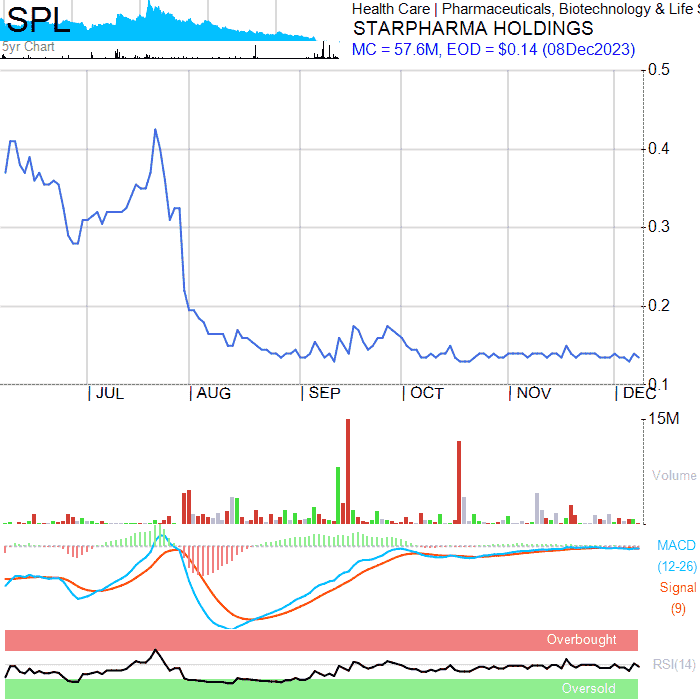 SPL
5yr Chart
Health Care | Pharmaceuticals, Biotechnology & Life S
STARPHARMA HOLDINGS
MC = 57.6M, EOD = $0.14 (08Dec2023)
0.5
0.4
0.3
0.2
0.1
| JUL | AUG | SEP | OCT | NOV | DEC
15M
Volume
MACD
(12-26)
Signal
(9)
Overbought
RSI(14)
Oversold